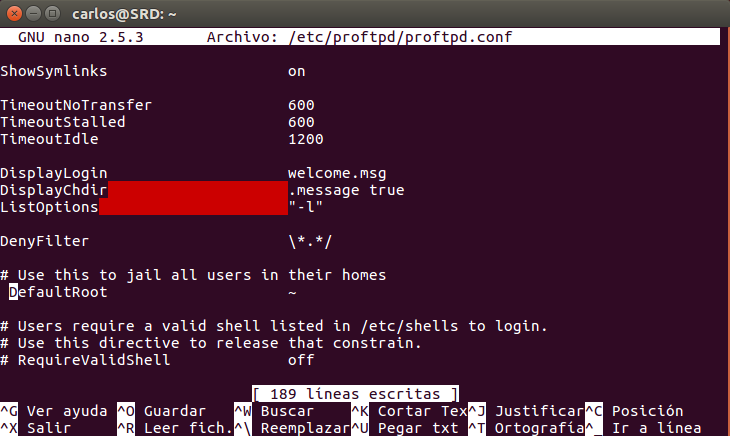 carlos@SRD: ~
GNU nano 2.5.3 Archivo: /etc/proftpd/proftpd.conf
ShowSymlinks on
TimeoutNoTransfer 600
TimeoutStalled 600
TimeoutIdle 1200
DisplayLogin welcome.msg
DisplayChdir .message true
ListOptions "-l"
DenyFilter \*.*/
# Use this to jail all users in their homes
DefaultRoot ~
# Users require a valid shell listed in /etc/shells to login.
# Use this directive to release that constrain.
# RequireValidShell off
[ 189 líneas escritas ]
^G Ver ayuda ^O Guardar ^W Buscar ^K Cortar Tex ^J Justificar ^C Posición
^X Salir ^R Leer fich. ^\ Reemplazar ^U Pegar txt ^T Ortografía ^_ Ir a línea